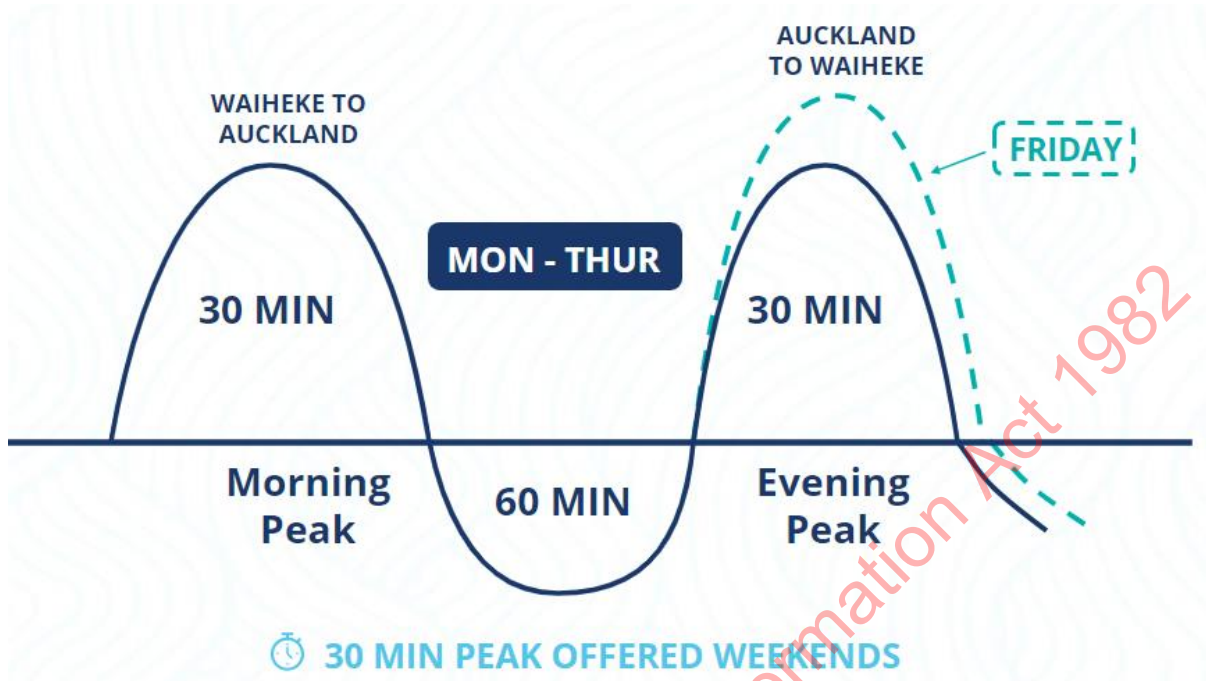 AUCKLAND
TO WAIHEKE
WAIHEKE TO
AUCKLAND
FRIDAY
MON - THUR
30 MIN
30 MIN
Morning
Peak
60 MIN
Evening
Peak
30 MIN PEAK OFFERED WEEKENDS
ormation Act 1982